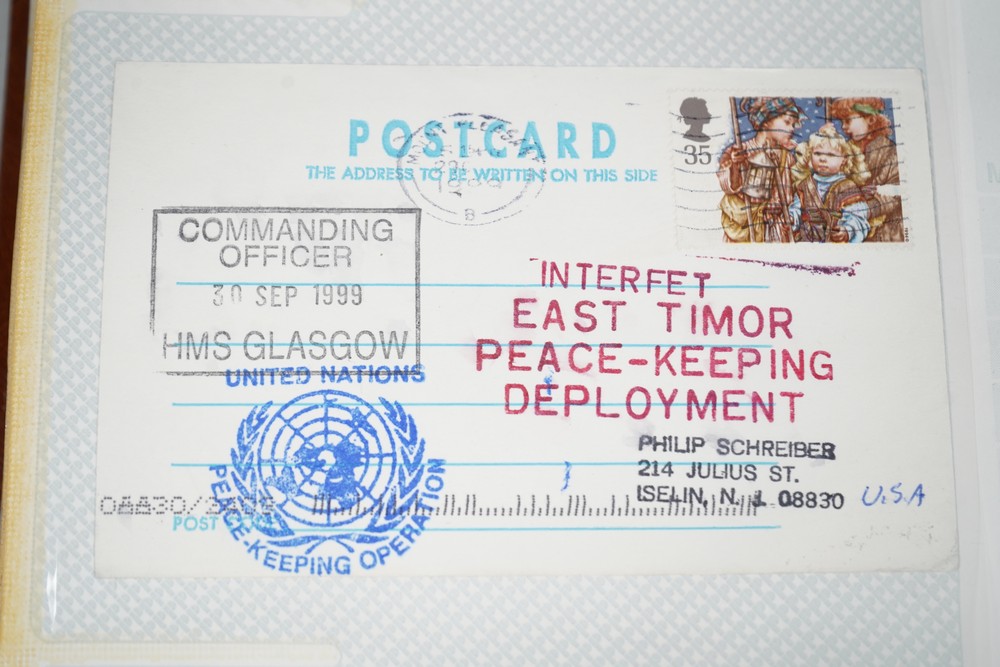 POSTCARD
THE ADDRESS TO BE WRITTEN ON THIS SIDE
35
COMMANDING
OFFICER
30 SEP 1999
HMS GLASGOW
INTERFET
EAST TIMOR
PEACE-KEEPING
DEPLOYMENT
UNITED NATIONS
PEACE-KEEPING OPERATION
PHILIP SCHREIBER
214 JULIUS ST.
ISELIN, N. J. 08830 U.S.A
POST